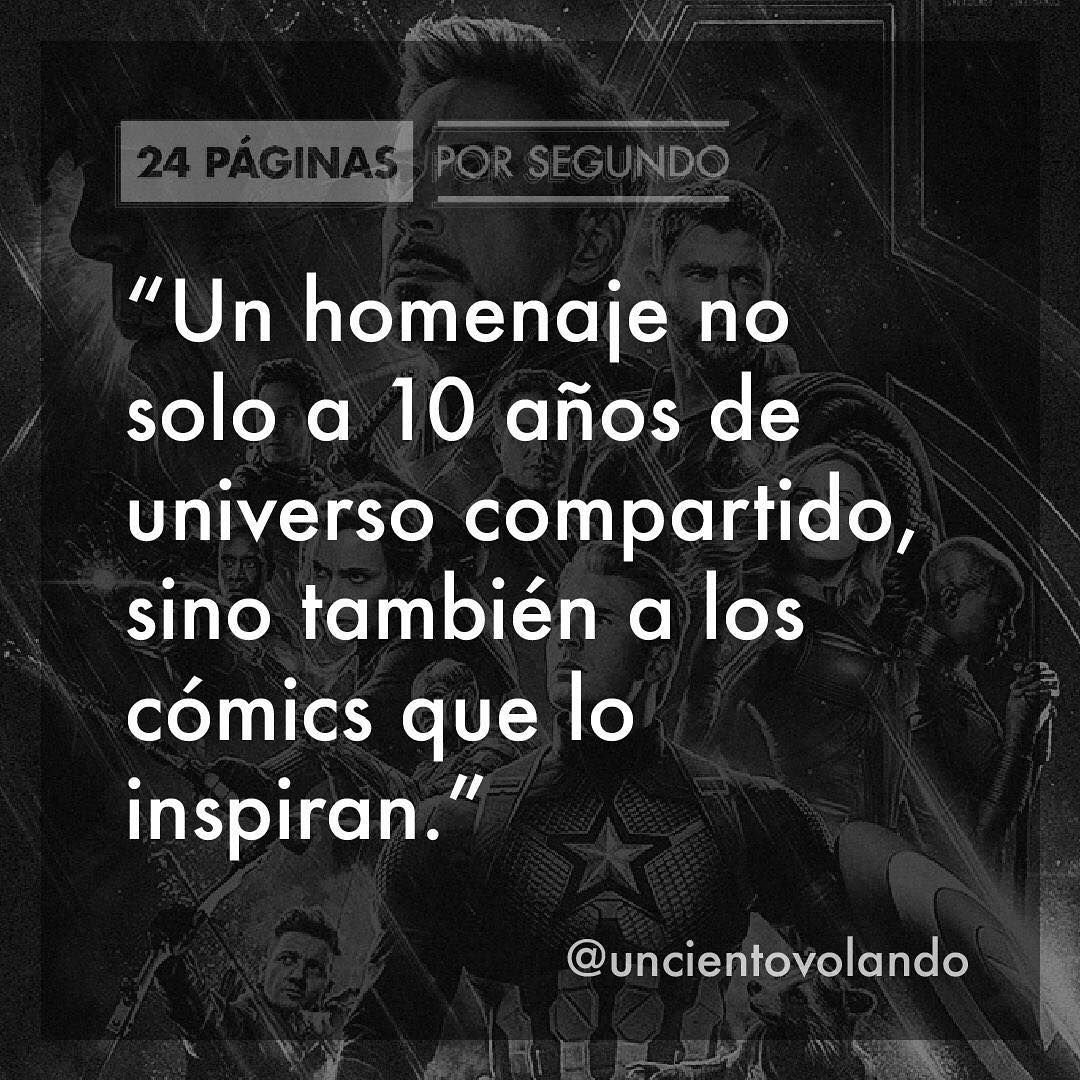 24 PÁGINAS POR SEGUNDO
“Un homenaje no
solo a 10 años de
universo compartido,
sino también a los
cómics que lo
inspiran.”
@uncientovolando